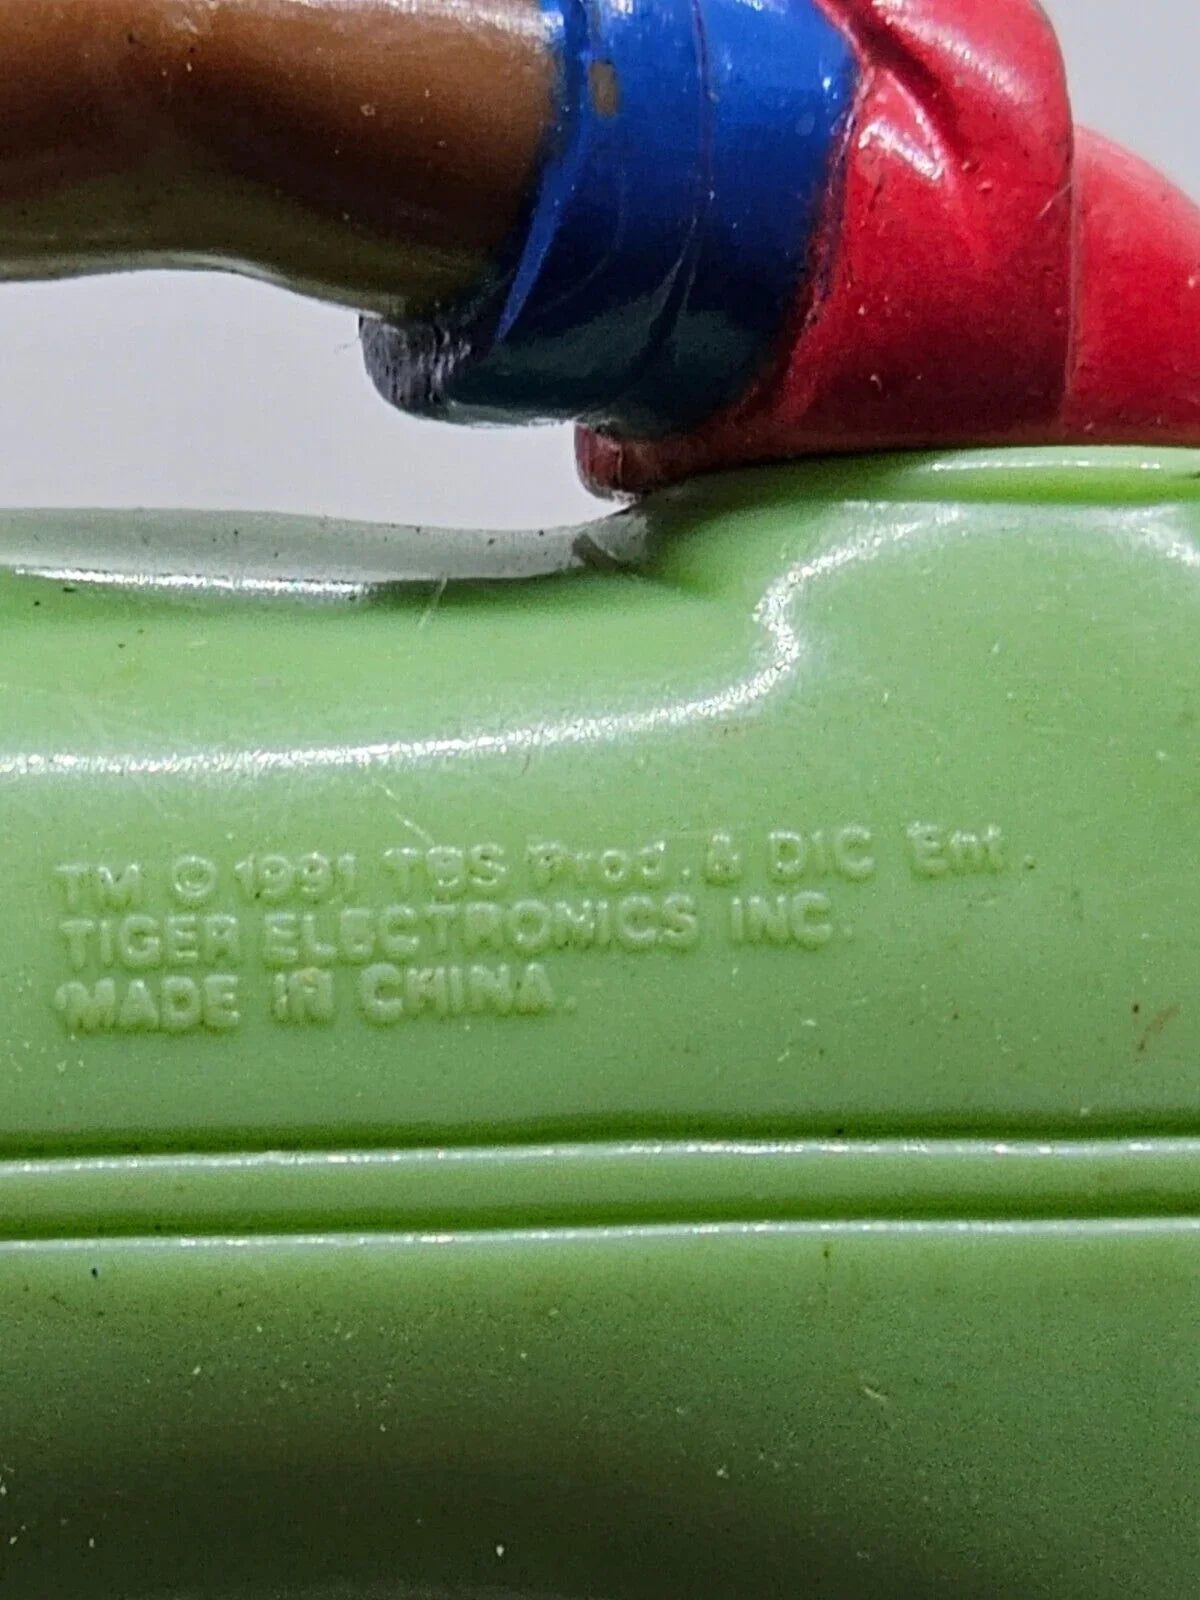 TM © 1991 TBS Prod. & DIC Ent.
TIGER ELECTRONICS INC.
MADE IN CHINA.